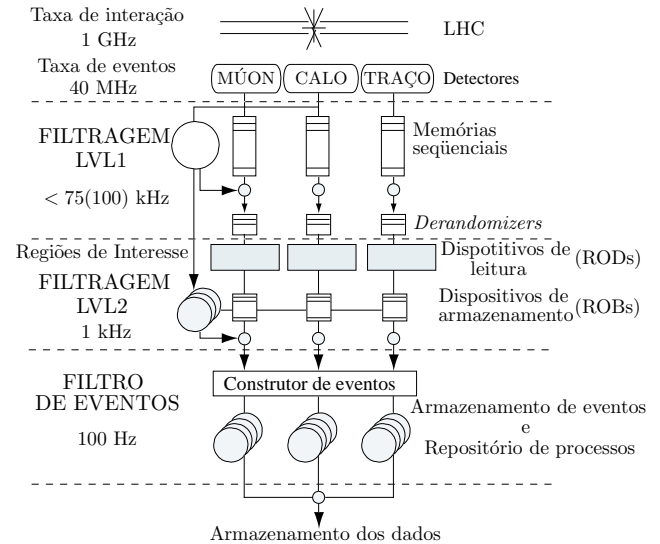 Taxa de interação
1 GHz
LHC
Taxa de eventos
40 MHz
MÚON
CALO
TRAÇO
Detectores
FILTRAGEM
LVL1
Memórias
seqüenciais
< 75(100) kHz
Derandomizers
Regiões de Interesse
Dispotitivos de
leitura
(RODs)
FILTRAGEM
LVL2
1 kHz
Dispositivos de
armazenamento
(ROBs)
FILTRO
DE EVENTOS
100 Hz
Construtor de eventos
Armazenamento de eventos
e
Repositório de processos
Armazenamento dos dados